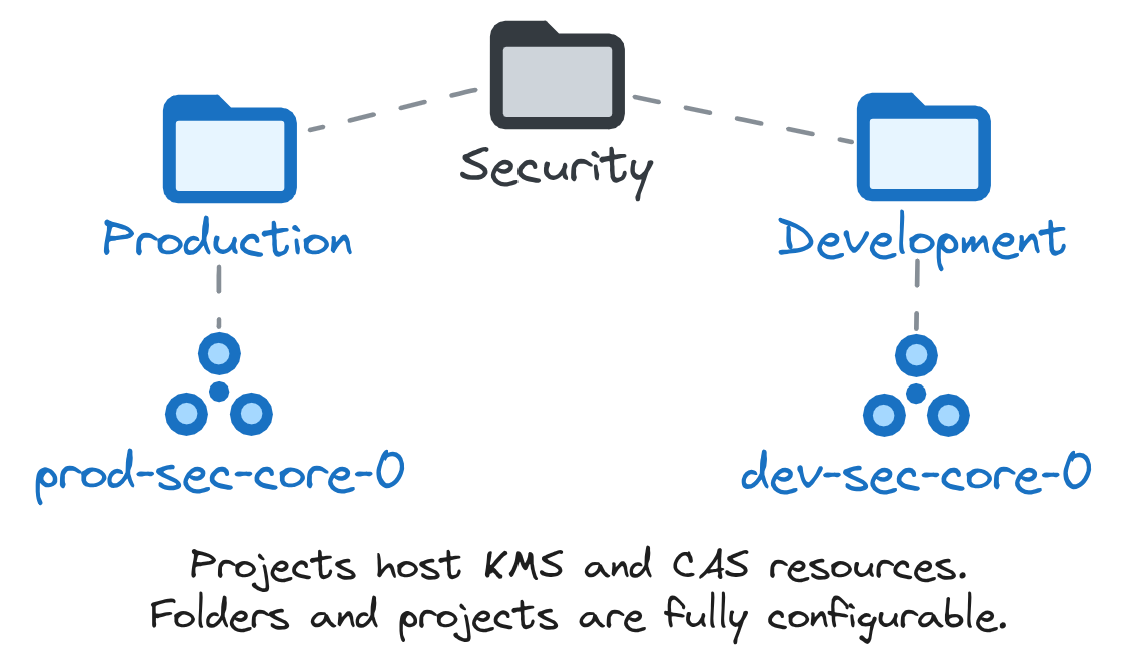 Security
Production
Development
prod-sec-core-0
dev-sec-core-0
Projects host KMS and CAS resources.
Folders and projects are fully configurable.